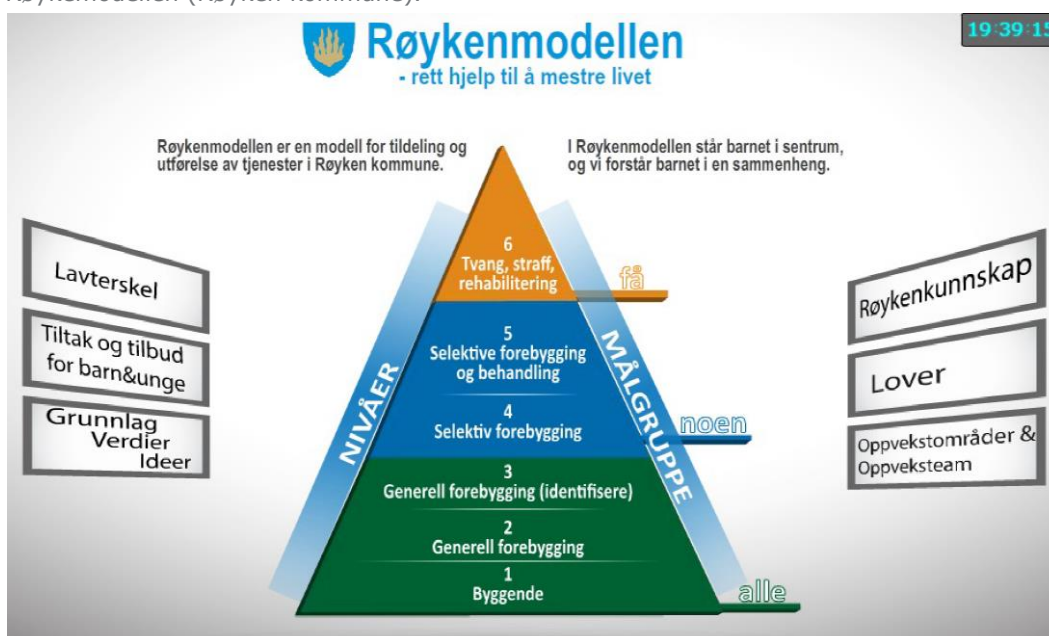 Røykenmodellen (Røyken kommune).
Røykenmodellen
- rett hjelp til å mestre livet
19:39:15
Røykenmodellen er en modell for tildeling og
utførelse av tjenester i Røyken kommune.
I Røykenmodellen står barnet i sentrum,
og vi forstår barnet i en sammenheng.
Lavterskel
Tiltak og tilbud
for barn&unge
Grunnlag
Verdier
Ideer
NIVÅER
6
Tvang, straff,
rehabilitering
5
Selektive forebygging
og behandling
4
Selektiv forebygging
3
Generell forebygging (identifisere)
2
Generell forebygging
1
Byggende
MÅLGRUPPE
få
noen
alle
Røykenkunnskap
Lover
Oppvekstområder &
Oppveksteam